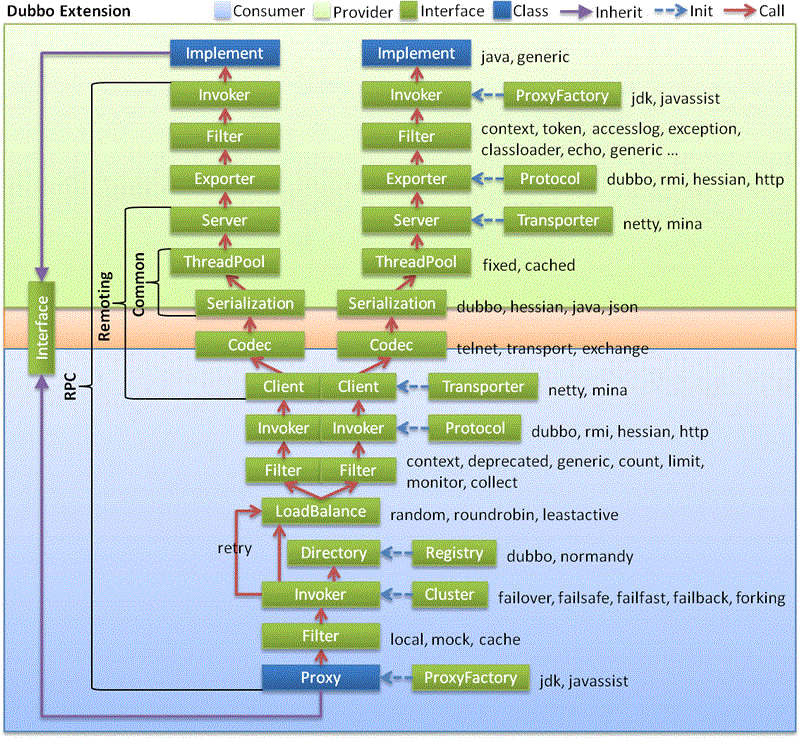 Dubbo Extension
Consumer
Provider
Interface
Class
Inherit
Init
Call
Implement
Implement
java, generic
Invoker
Invoker
ProxyFactory
jdk, javassist
Filter
Filter
context, token, accesslog, exception,
classloader, echo, generic ...
Exporter
Exporter
Protocol
dubbo, rmi, hessian, http
Server
Server
Transporter
netty, mina
ThreadPool
ThreadPool
fixed, cached
Common
Remoting
RPC
Interface
Serialization
Serialization
dubbo, hessian, java, json
Codec
Codec
telnet, transport, exchange
Client
Client
Transporter
netty, mina
Invoker
Invoker
Protocol
dubbo, rmi, hessian, http
Filter
Filter
context, deprecated, generic, count, limit,
monitor, collect
LoadBalance
random, roundrobin, leastactive
retry
Directory
Registry
dubbo, normandy
Invoker
Cluster
failover, failsafe, failfast, failback, forking
Filter
local, mock, cache
Proxy
ProxyFactory
jdk, javassist